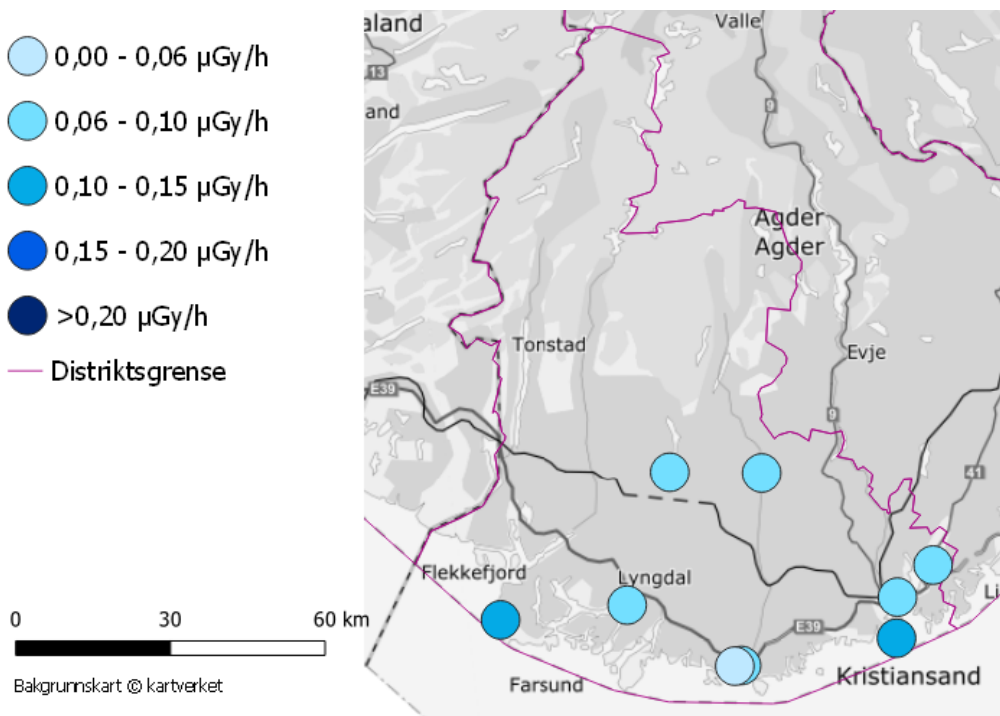 0,00 - 0,06 µGy/h
0,06 - 0,10 µGy/h
0,10 - 0,15 µGy/h
0,15 - 0,20 µGy/h
>0,20 µGy/h
Distriktsgrense
0 30 60 km
Bakgrunnskart © kartverket
aland
Valle
13
and
9
Agder
Agder
Tonstad
Evje
E39
9
41
Flekkefjord
Lyngdal
Li
E39
Farsund
Kristiansand